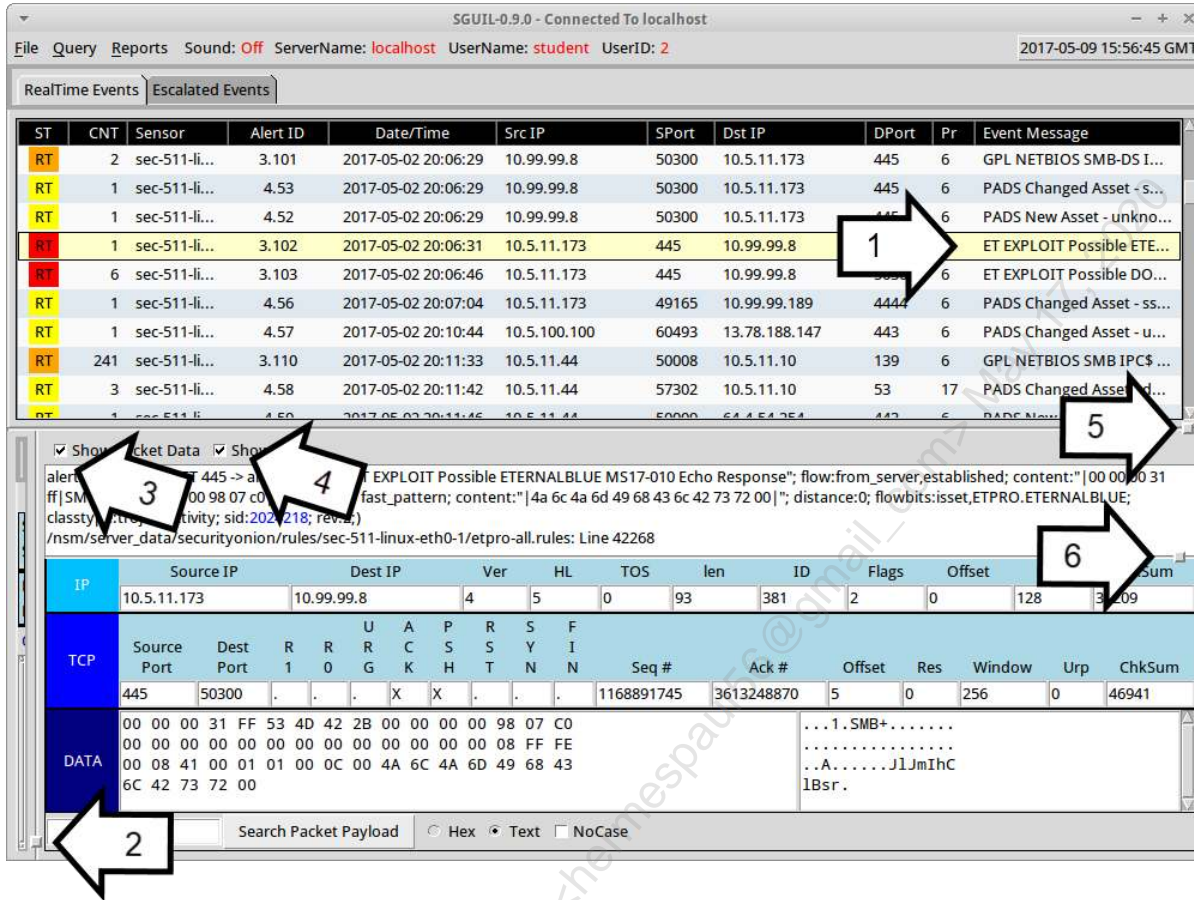 SGUIL-0.9.0 - Connected To localhost
File Query Reports Sound: Off ServerName: localhost UserName: student UserID: 2 2017-05-09 15:56:45 GMT
RealTime Events Escalated Events
ST CNT Sensor Alert ID Date/Time Src IP SPort Dst IP DPort Pr Event Message
RT 2 sec-511-li... 3.101 2017-05-02 20:06:29 10.99.99.8 50300 10.5.11.173 445 6 GPL NETBIOS SMB-DS I...
RT 1 sec-511-li... 4.53 2017-05-02 20:06:29 10.99.99.8 50300 10.5.11.173 445 6 PADS Changed Asset - s...
RT 1 sec-511-li... 4.52 2017-05-02 20:06:29 10.99.99.8 50300 10.5.11.173 6 PADS New Asset - unkno...
RT 1 sec-511-li... 3.102 2017-05-02 20:06:31 10.5.11.173 445 10.99.99.8 1 ET EXPLOIT Possible ETE...
RT 6 sec-511-li... 3.103 2017-05-02 20:06:46 10.5.11.173 445 10.99.99.8 6 ET EXPLOIT Possible DO...
RT 1 sec-511-li... 4.56 2017-05-02 20:07:04 10.5.11.173 49165 10.99.99.189 4444 6 PADS Changed Asset - ss...
RT 1 sec-511-li... 4.57 2017-05-02 20:10:44 10.5.100.100 60493 13.78.188.147 443 6 PADS Changed Asset - u...
RT 241 sec-511-li... 3.110 2017-05-02 20:11:33 10.5.11.44 50008 10.5.11.10 139 6 GPL NETBIOS SMB IPC$ ...
RT 3 sec-511-li... 4.58 2017-05-02 20:11:42 10.5.11.44 57302 10.5.11.10 53 17 PADS Changed Asset
5
Show Packet Data Show
3
4
445 -> EXPLOIT Possible ETERNALBLUE MS17-010 Echo Response"; flow:from_server,established; content:"|00 00 00 31
00 98 07 fast_pattern; content:"|4a 6c 4a 6d 49 68 43 6c 42 73 72 00|"; distance:0; flowbits:isset,ETPRO.ETERNALBLUE;
/nsm/server_data/securityonion/rules/sec-511-linux-eth0-1/etpro-all.rules: Line 42268
6
IP Source IP Dest IP Ver HL TOS len ID Flags Offset
10.5.11.173 10.99.99.8 4 5 0 93 381 2 0 128
TCP Source Port Dest Port R1 R0 URG ACK PSH RST SYN FIN Seq # Ack # Offset Res Window Urp ChkSum
445 50300 . . . X X . . . 1168891745 3613248870 5 0 256 0 46941
DATA
00 00 00 31 FF 53 4D 42 2B 00 00 00 00 98 07 C0 ...1.SMB+.......
00 00 00 00 00 00 00 00 00 00 00 00 00 08 FF FE ................
00 08 41 00 01 01 00 0C 00 4A 6C 4A 6D 49 68 43 ..A......JlJmIhC
6C 42 73 72 00 lBsr.
2 Search Packet Payload Hex Text NoCase